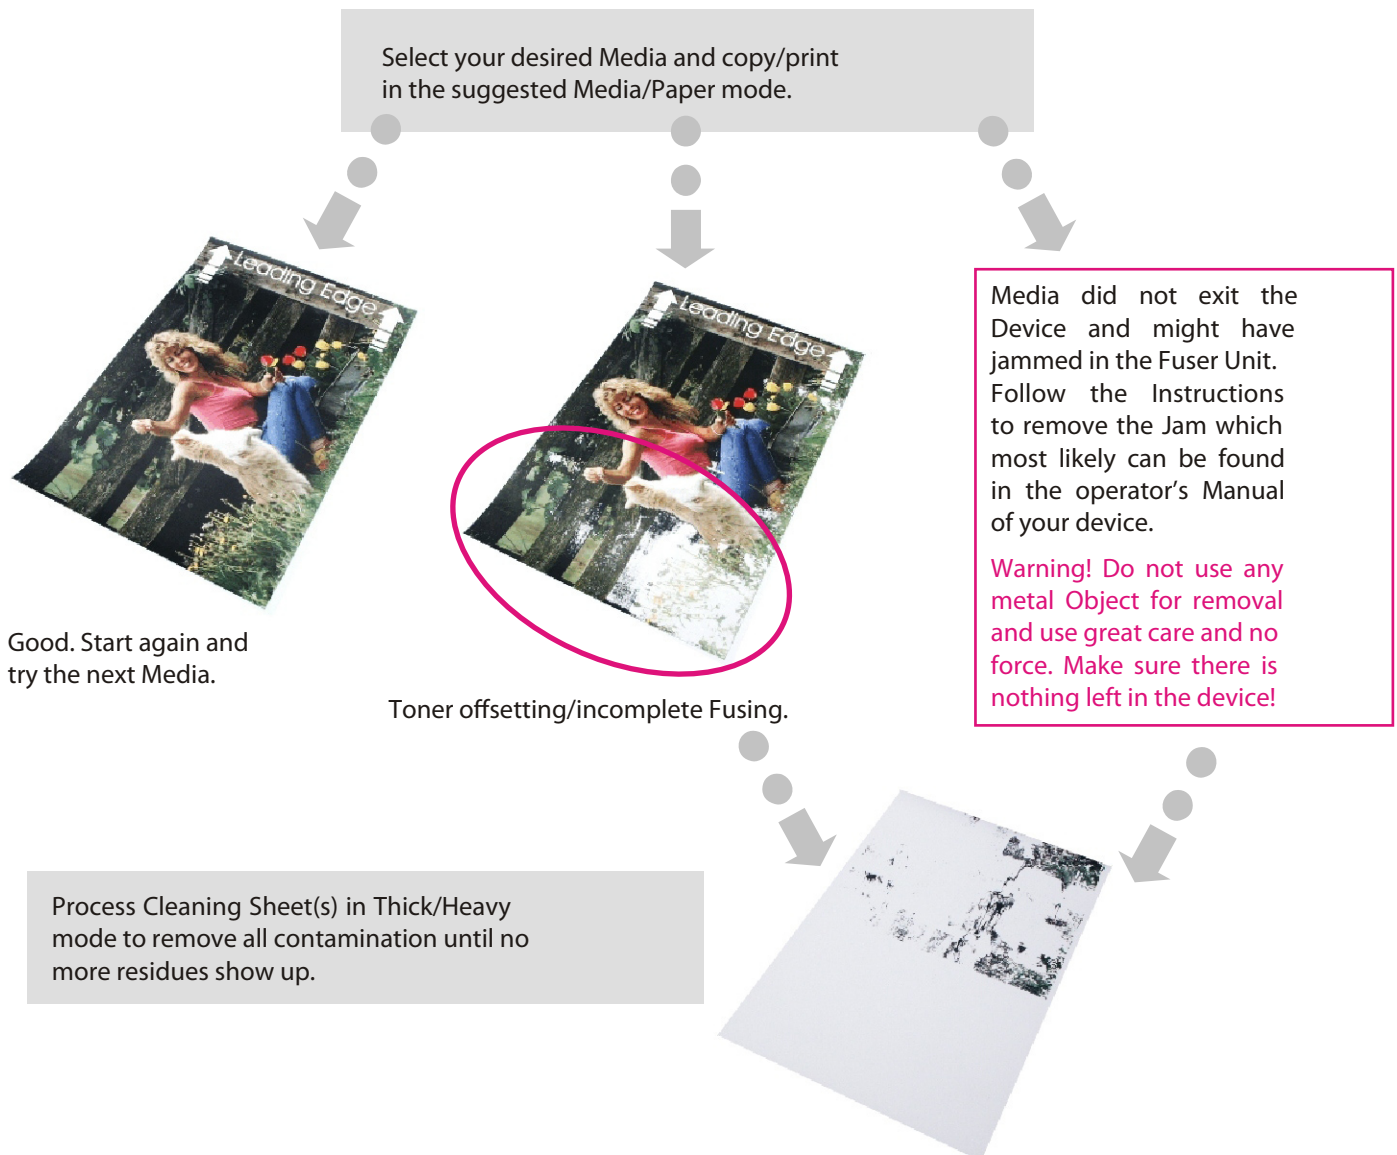 Select your desired Media and copy/print
in the suggested Media/Paper mode.
Leading Edge
Leading Edge
Good. Start again and
try the next Media.
Toner offsetting/incomplete Fusing.
Media did not exit the
Device and might have
jammed in the Fuser Unit.
Follow the Instructions
to remove the Jam which
most likely can be found
in the operator's Manual
of your device.
Warning! Do not use any
metal Object for removal
and use great care and no
force. Make sure there is
nothing left in the device!
Process Cleaning Sheet(s) in Thick/Heavy
mode to remove all contamination until no
more residues show up.